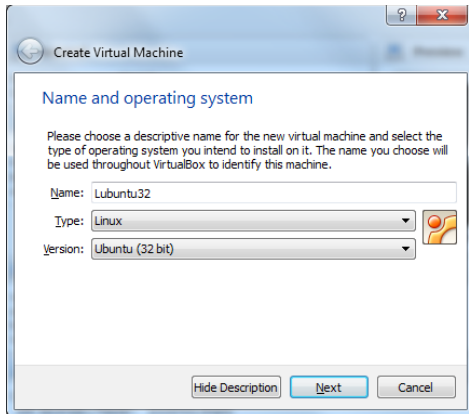 ?
Create Virtual Machine
Name and operating system
Please choose a descriptive name for the new virtual machine and select the
type of operating system you intend to install on it. The name you choose will
be used throughout VirtualBox to identify this machine.
Name: Lubuntu32
Type: Linux
Version: Ubuntu (32 bit)
Hide Description Next Cancel